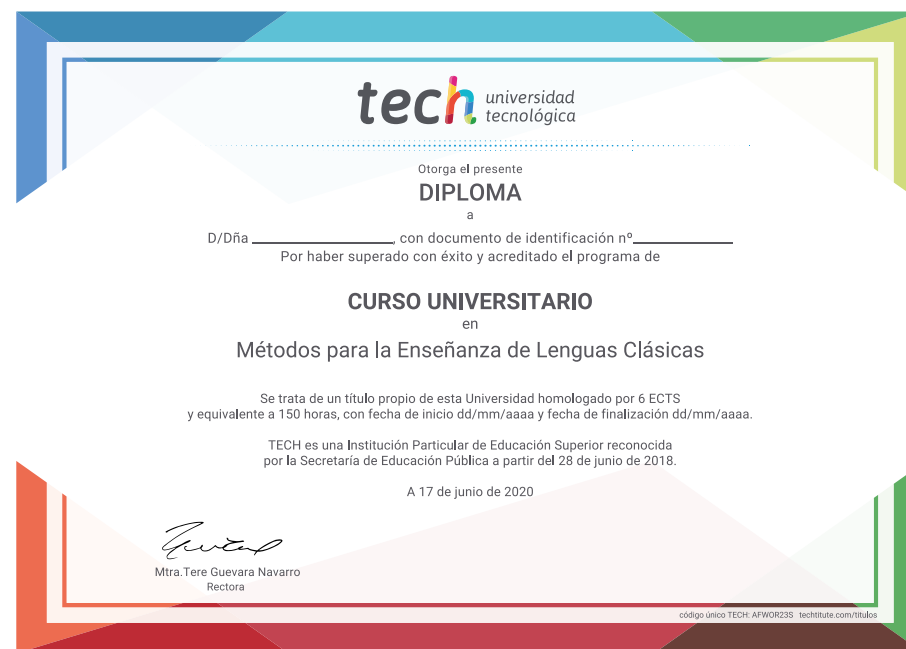 tech universidad
tecnológica
Otorga el presente
DIPLOMA
a
D/Dña ____________________, con documento de identificación nº______________
Por haber superado con éxito y acreditado el programa de
CURSO UNIVERSITARIO
en
Métodos para la Enseñanza de Lenguas Clásicas
Se trata de un título propio de esta Universidad homologado por 6 ECTS
y equivalente a 150 horas, con fecha de inicio dd/mm/aaaa y fecha de finalización dd/mm/aaaa.
TECH es una Institución Particular de Educación Superior reconocida
por la Secretaría de Educación Pública a partir del 28 de junio de 2018.
A 17 de junio de 2020
Mtra.Tere Guevara Navarro
Rectora
código único TECH: AFWOR23S techtitute.com/titulos